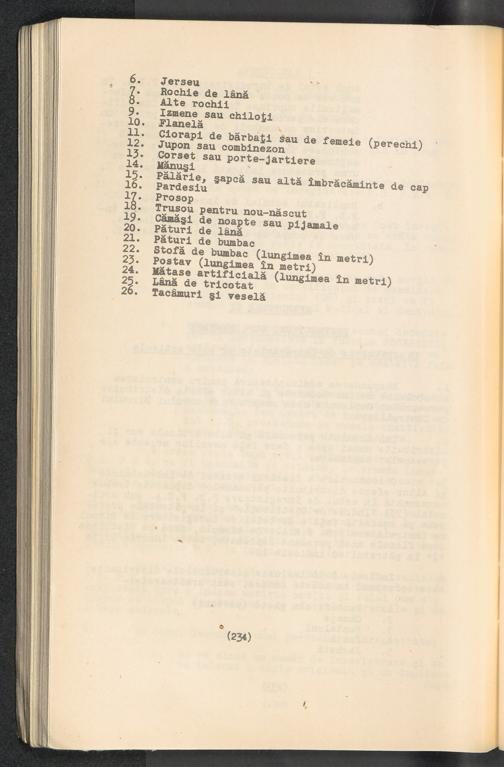 6. Jerseu
7. Rochie de lână
8. Alte rochii
9. Izmene sau chiloţi
10. Flanelă
11. Ciorapi de bărbaţi sau de femeie (perechi)
12. Jupon sau combinezon
13. Corset sau porte-jartiere
14. Mănuşi
15. Pălărie, şapcă sau altă îmbrăcăminte de cap
16. Pardesiu
17. Prosop
18. Trusou pentru nou-născut
19. Cămăşi de noapte sau pijamale
20. Pături de lână
21. Pături de bumbac
22. Stofă de bumbac (lungimea în metri)
23. Postav (lungimea în metri)
24. Mătase artificială (lungimea în metri)
25. Lână de tricotat
26. Tacâmuri şi veselă
(234)